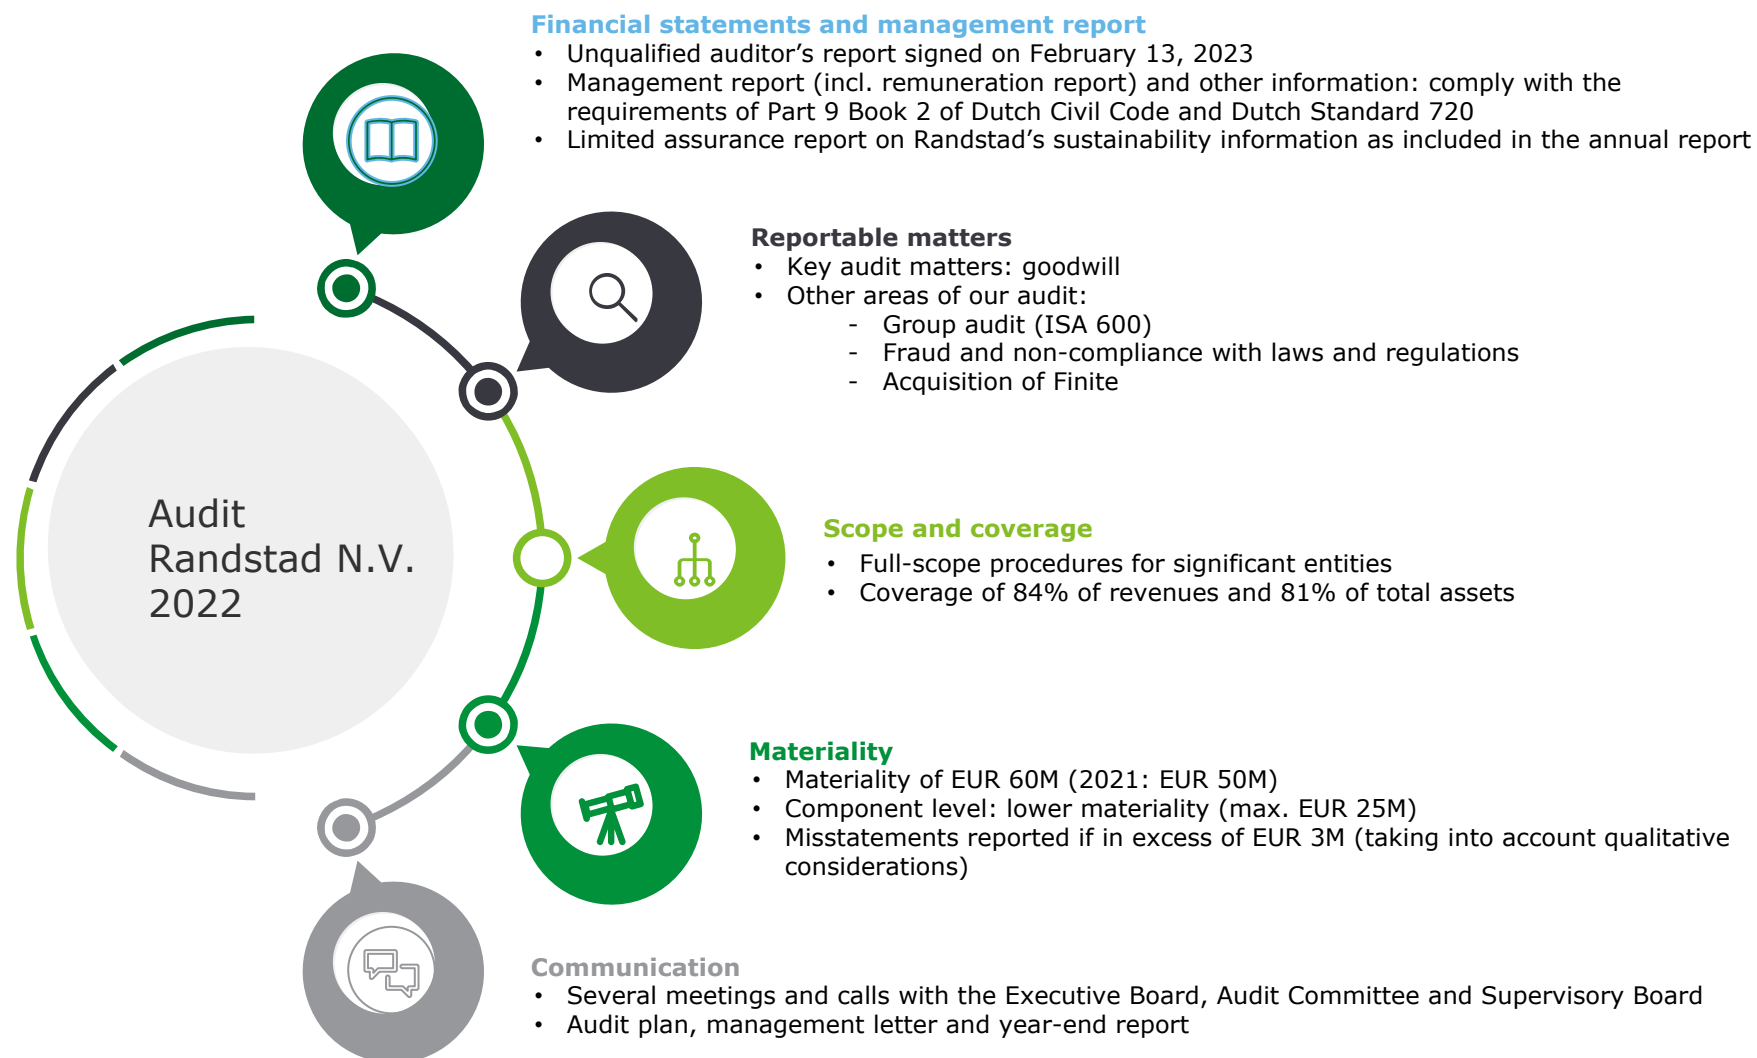 Financial statements and management report
• Unqualified auditor’s report signed on February 13, 2023
• Management report (incl. remuneration report) and other information: comply with the
requirements of Part 9 Book 2 of Dutch Civil Code and Dutch Standard 720
• Limited assurance report on Randstad’s sustainability information as included in the annual report
Reportable matters
• Key audit matters: goodwill
• Other areas of our audit:
- Group audit (ISA 600)
- Fraud and non-compliance with laws and regulations
- Acquisition of Finite
Audit
Randstad N.V.
2022
Scope and coverage
• Full-scope procedures for significant entities
• Coverage of 84% of revenues and 81% of total assets
Materiality
• Materiality of EUR 60M (2021: EUR 50M)
• Component level: lower materiality (max. EUR 25M)
• Misstatements reported if in excess of EUR 3M (taking into account qualitative
considerations)
Communication
• Several meetings and calls with the Executive Board, Audit Committee and Supervisory Board
• Audit plan, management letter and year-end report